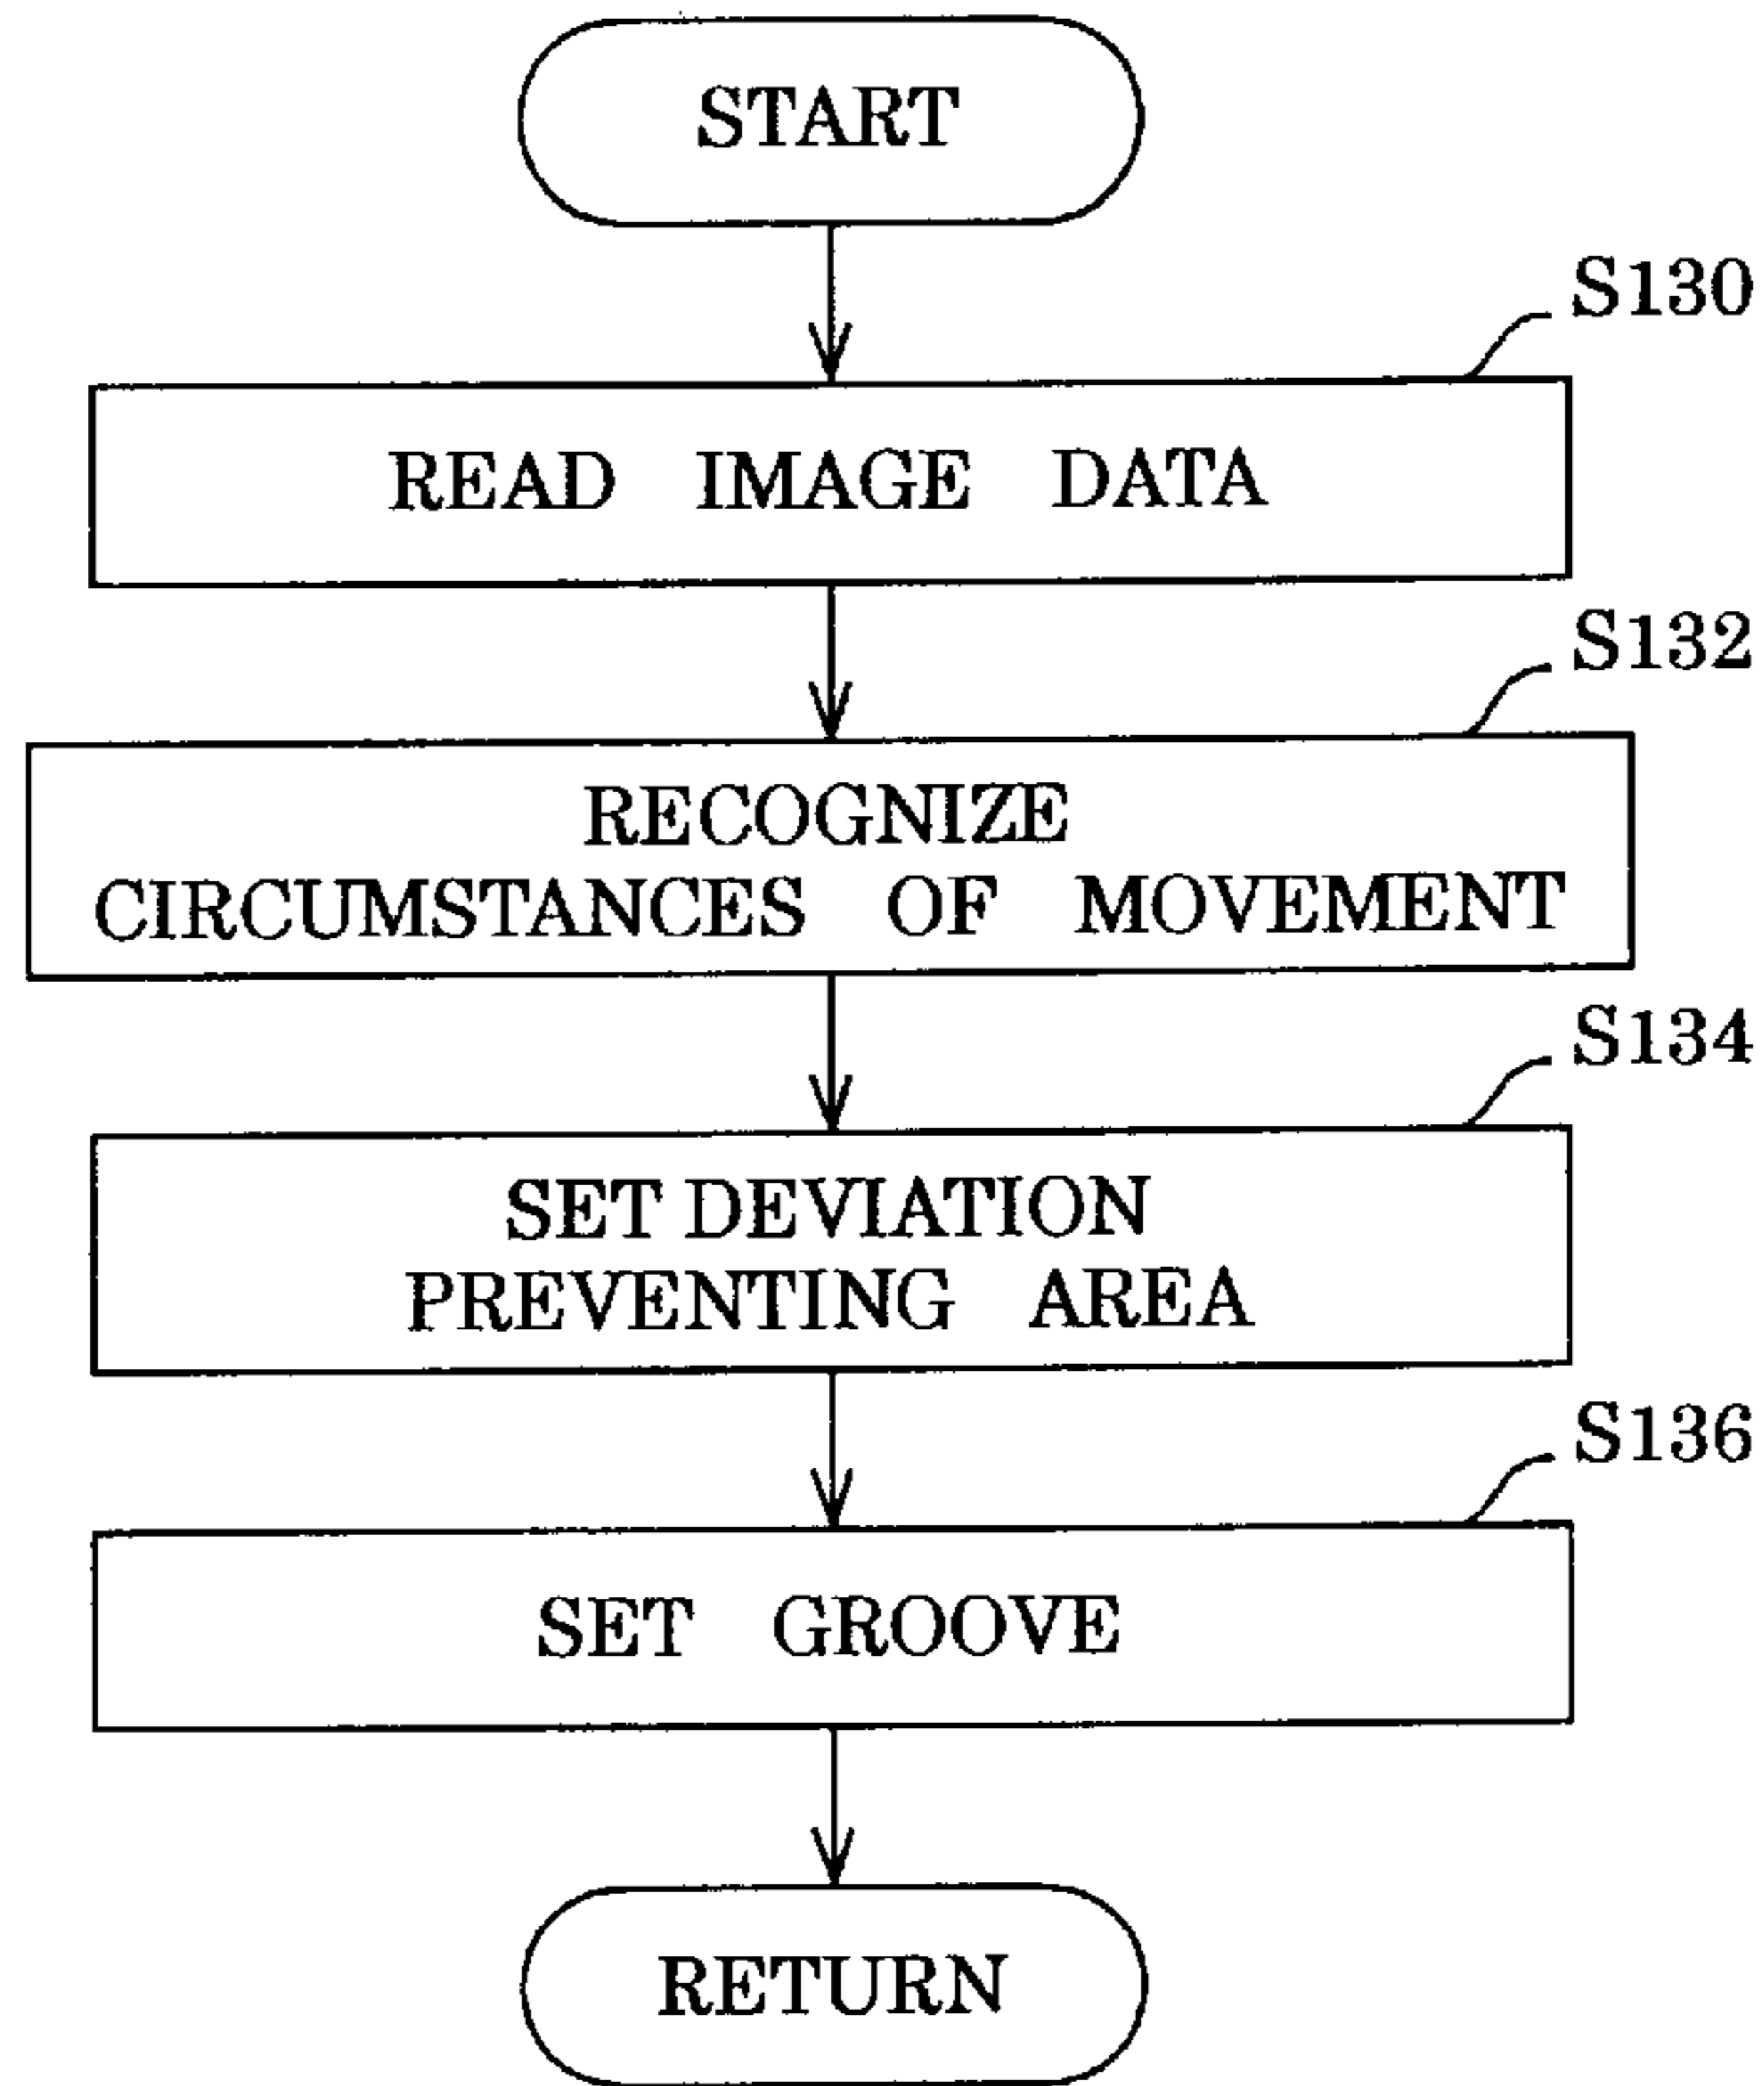 START
S130
READ IMAGE DATA
S132
RECOGNIZE
CIRCUMSTANCES OF MOVEMENT
S134
SET DEVIATION
PREVENTING AREA
S136
SET GROOVE
RETURN